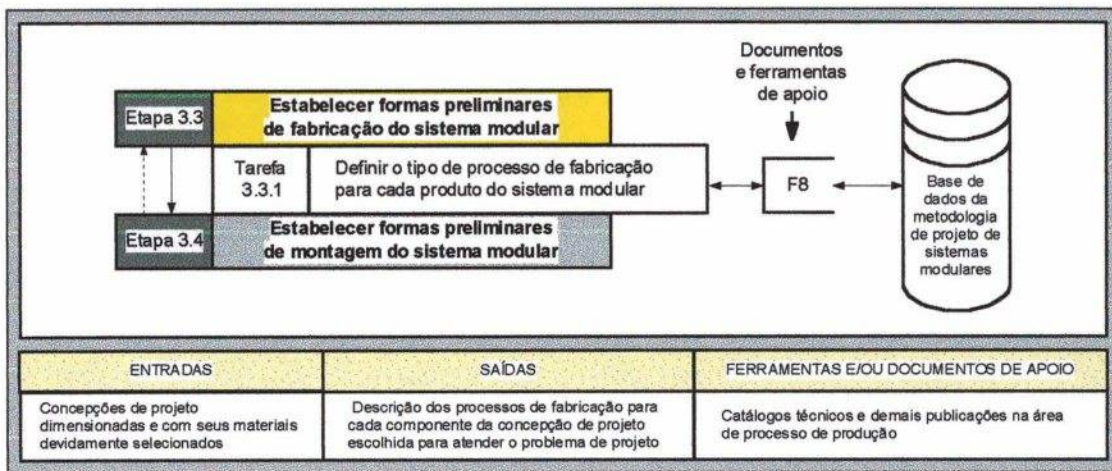 Documentos
e ferramentas
de apoio
Etapa 3.3
Estabelecer formas preliminares
de fabricação do sistema modular
Tarefa
3.3.1
Definir o tipo de processo de fabricação
para cada produto do sistema modular
F8
Base de
dados da
metodologia
de projeto de
sistemas
modulares
Etapa 3.4
Estabelecer formas preliminares
de montagem do sistema modular
ENTRADAS
SAÍDAS
FERRAMENTAS E/OU DOCUMENTOS DE APOIO
Concepções de projeto
dimensionadas e com seus materiais
devidamente selecionados
Descrição dos processos de fabricação para
cada componente da concepção de projeto
escolhida para atender o problema de projeto
Catálogos técnicos e demais publicações na área
de processo de produção